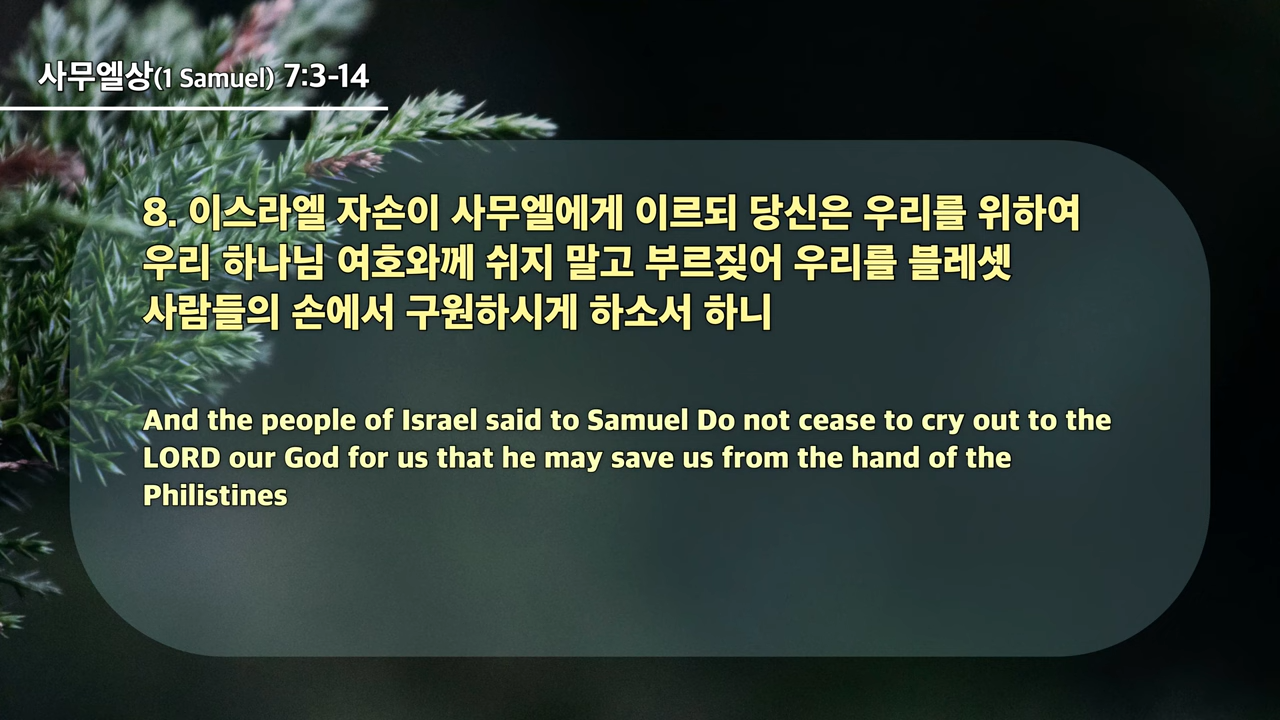 사무엘상(1 Samuel) 7:3-14
8. 이스라엘 자손이 사무엘에게 이르되 당신은 우리를 위하여
우리 하나님 여호와께 쉬지 말고 부르짖어 우리를 블레셋
사람들의 손에서 구원하시게 하소서 하니
And the people of Israel said to Samuel Do not cease to cry out to the
LORD our God for us that he may save us from the hand of the
Philistines